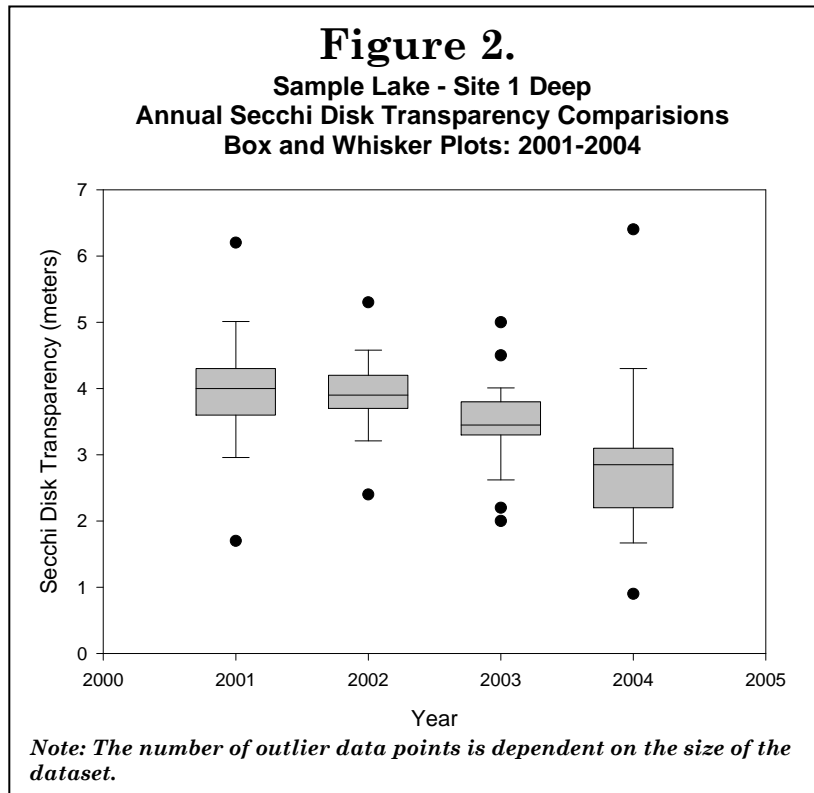 Figure 2.
Sample Lake - Site 1 Deep
Annual Secchi Disk Transparency Comparisions
Box and Whisker Plots: 2001-2004
Secchi Disk Transparency (meters)
7
6
5
4
3
2
1
0
2000 2001 2002 2003 2004 2005
Year
Note: The number of outlier data points is dependent on the size of the
dataset.